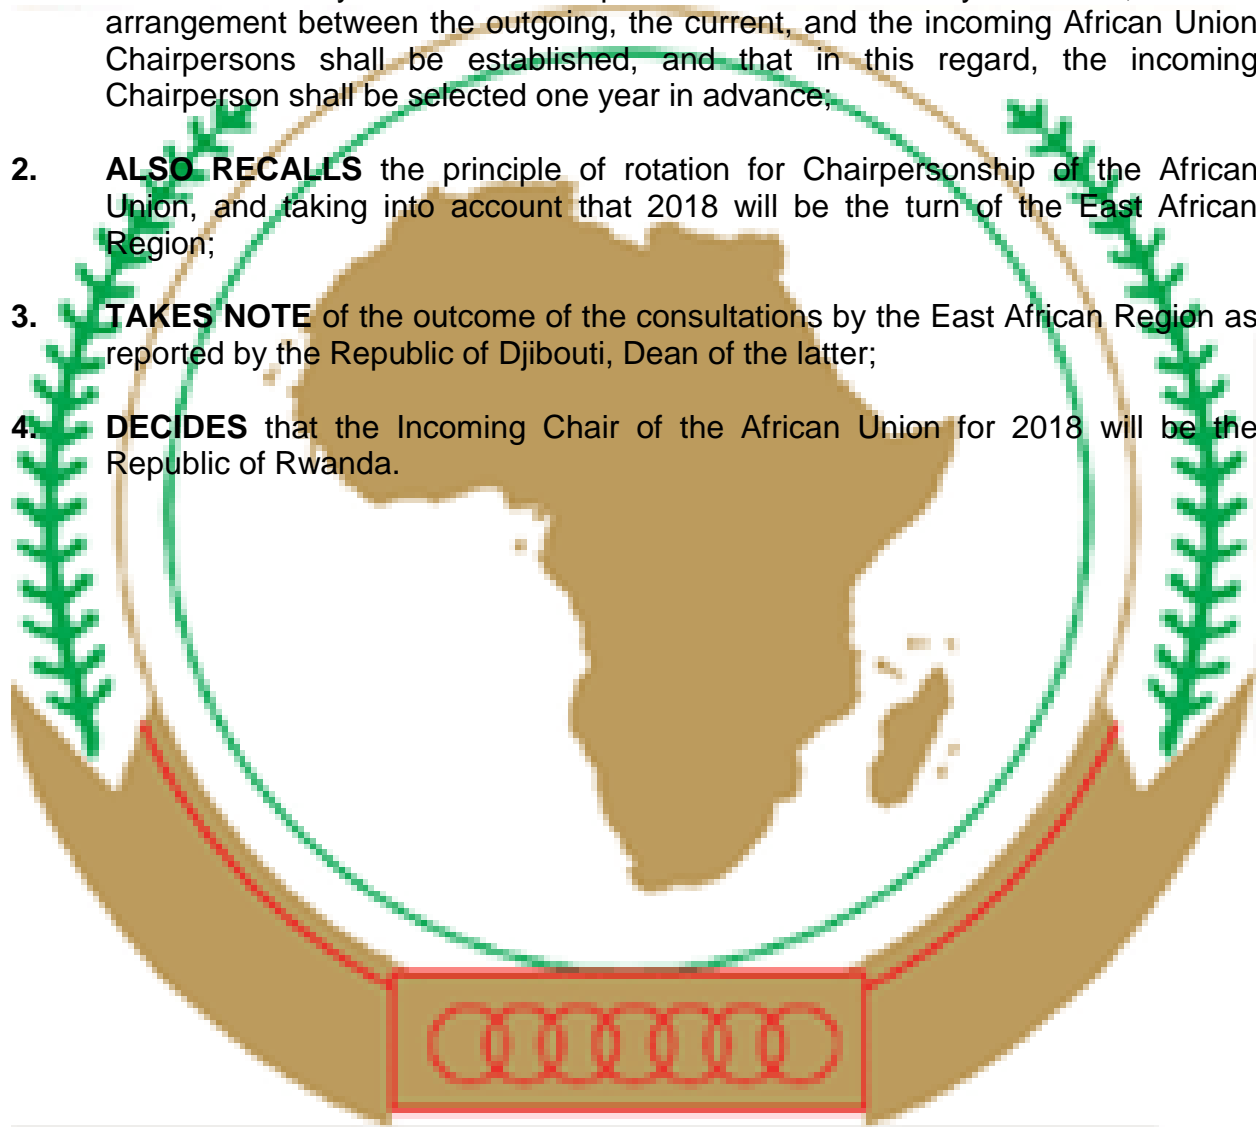 arrangement between the outgoing, the current, and the incoming African Union
Chairpersons shall be established, and that in this regard, the incoming
Chairperson shall be selected one year in advance;
2. ALSO RECALLS the principle of rotation for Chairpersonship of the African
Union, and taking into account that 2018 will be the turn of the East African
Region;
3. TAKES NOTE of the outcome of the consultations by the East African Region as
reported by the Republic of Djibouti, Dean of the latter;
4. DECIDES that the Incoming Chair of the African Union for 2018 will be the
Republic of Rwanda.